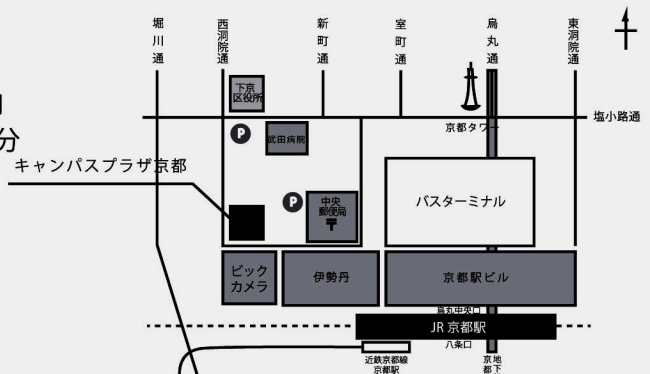 堀川通
西洞院通
新町通
室町通
烏丸通
東洞院通
下京
区役所
塩小路通
京都タワー
分
P
武田病院
キャンパスプラザ京都
P
中央
郵便局
〒
バスターミナル
ビック
カメラ
伊勢丹
京都駅ビル
烏丸中央口
JR 京都駅
八条口
近鉄京都線
京都駅
地下
京都